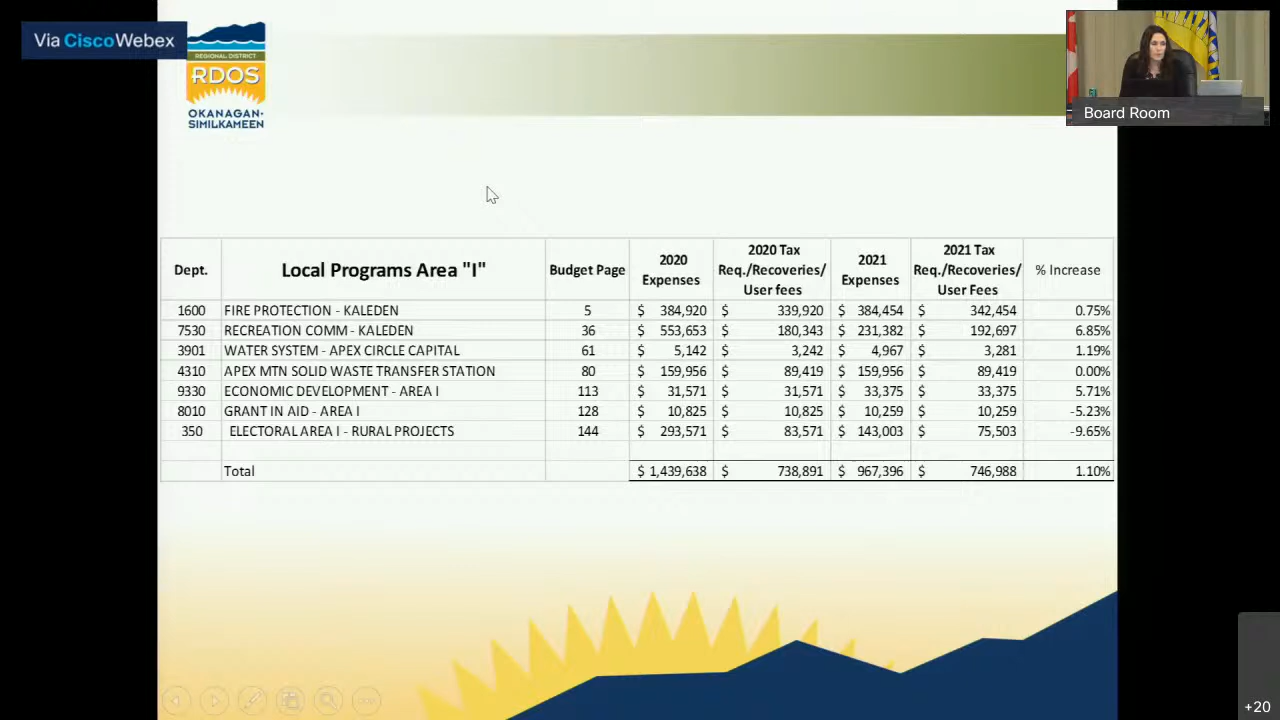 Via CiscoWebex
REGIONAL DISTRICT
RDOS
OKANAGAN-
SIMILKAMEEN
Board Room
Dept. Local Programs Area "I" Budget Page 2020 Expenses 2020 Tax Req./Recoveries/ User fees 2021 Expenses 2021 Tax Req./Recoveries/ User Fees % Increase
1600 FIRE PROTECTION - KALEDEN 5 $ 384,920 $ 339,920 $ 384,454 $ 342,454 0.75%
7530 RECREATION COMM - KALEDEN 36 $ 553,653 $ 180,343 $ 231,382 $ 192,697 6.85%
3901 WATER SYSTEM - APEX CIRCLE CAPITAL 61 $ 5,142 $ 3,242 $ 4,967 $ 3,281 1.19%
4310 APEX MTN SOLID WASTE TRANSFER STATION 80 $ 159,956 $ 89,419 $ 159,956 $ 89,419 0.00%
9330 ECONOMIC DEVELOPMENT - AREA I 113 $ 31,571 $ 31,571 $ 33,375 $ 33,375 5.71%
8010 GRANT IN AID - AREA I 128 $ 10,825 $ 10,825 $ 10,259 $ 10,259 -5.23%
350 ELECTORAL AREA I - RURAL PROJECTS 144 $ 293,571 $ 83,571 $ 143,003 $ 75,503 -9.65%
Total $ 1,439,638 $ 738,891 $ 967,396 $ 746,988 1.10%
+20